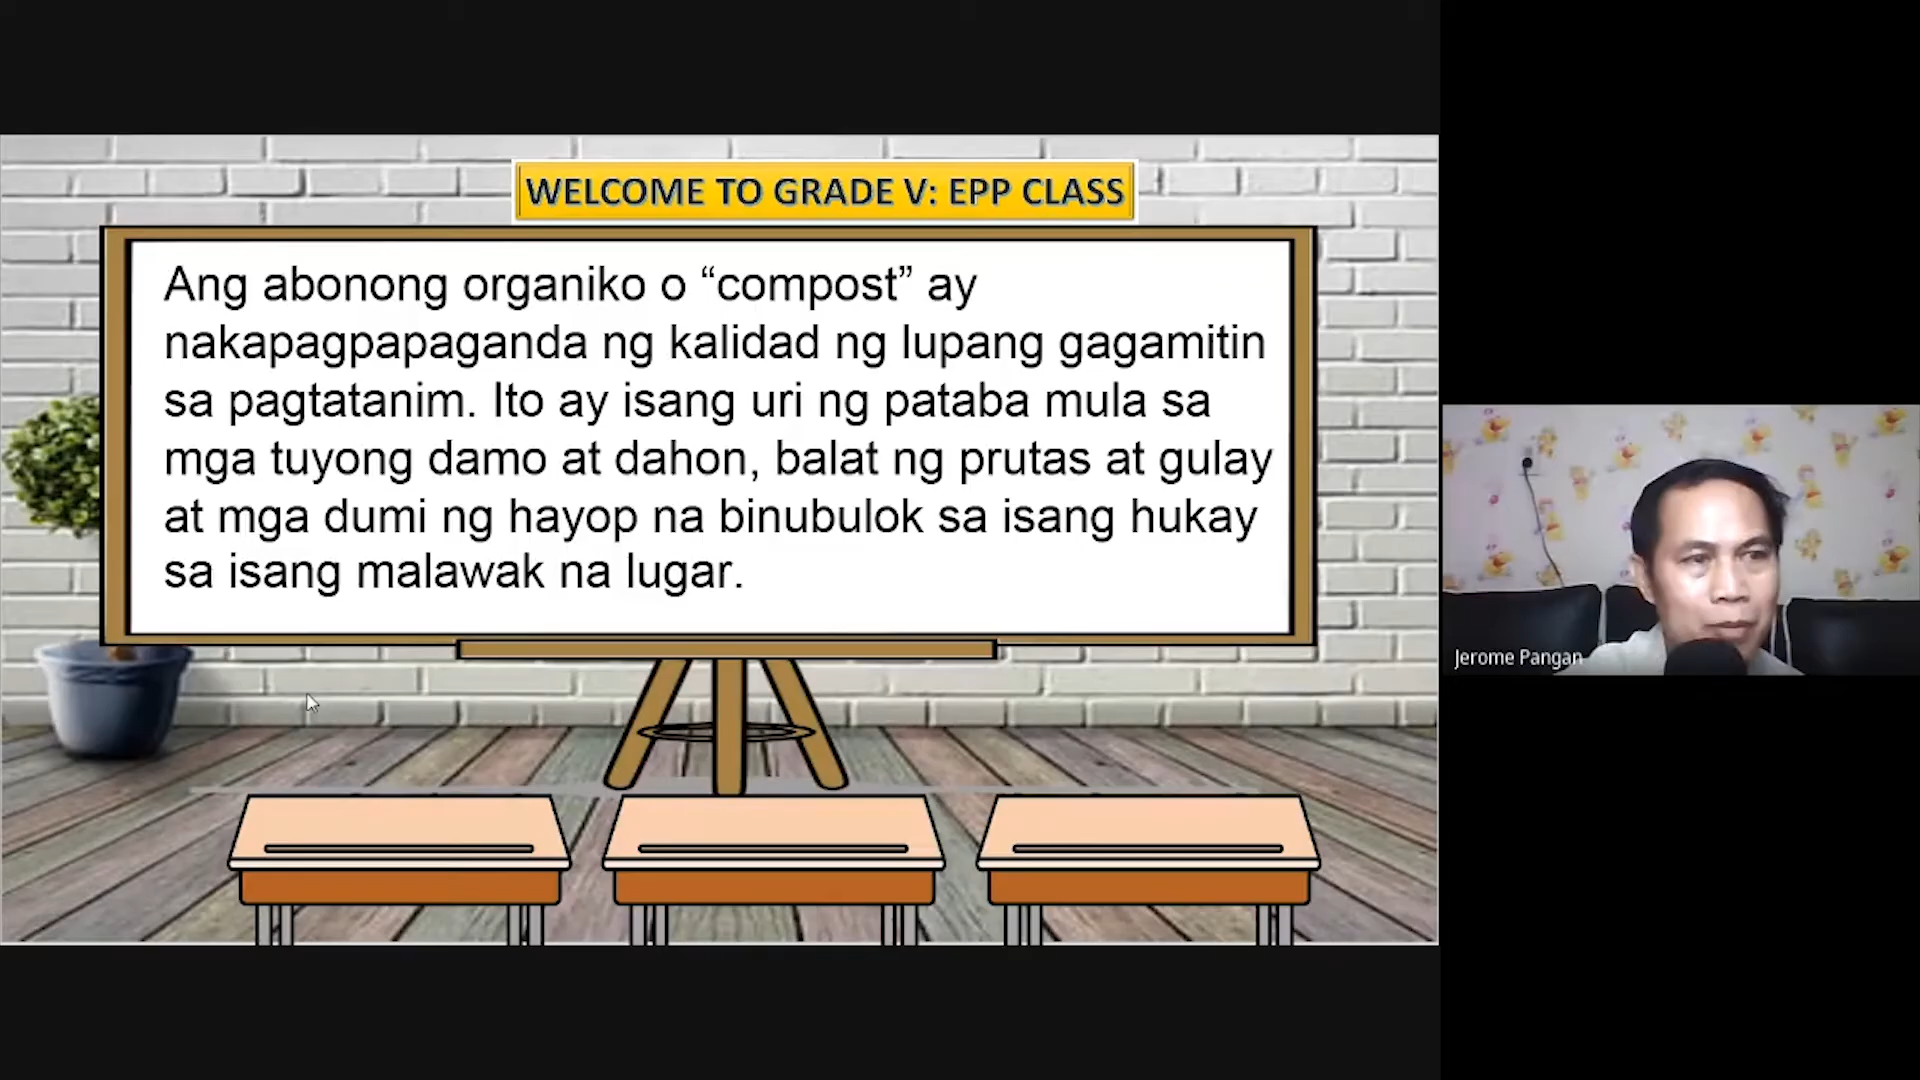 WELCOME TO GRADE V: EPP CLASS
Ang abonong organiko o “compost” ay
nakapagpapaganda ng kalidad ng lupang gagamitin
sa pagtatanim. Ito ay isang uri ng pataba mula sa
mga tuyong damo at dahon, balat ng prutas at gulay
at mga dumi ng hayop na binubulok sa isang hukay
sa isang malawak na lugar.
Jerome Pangan